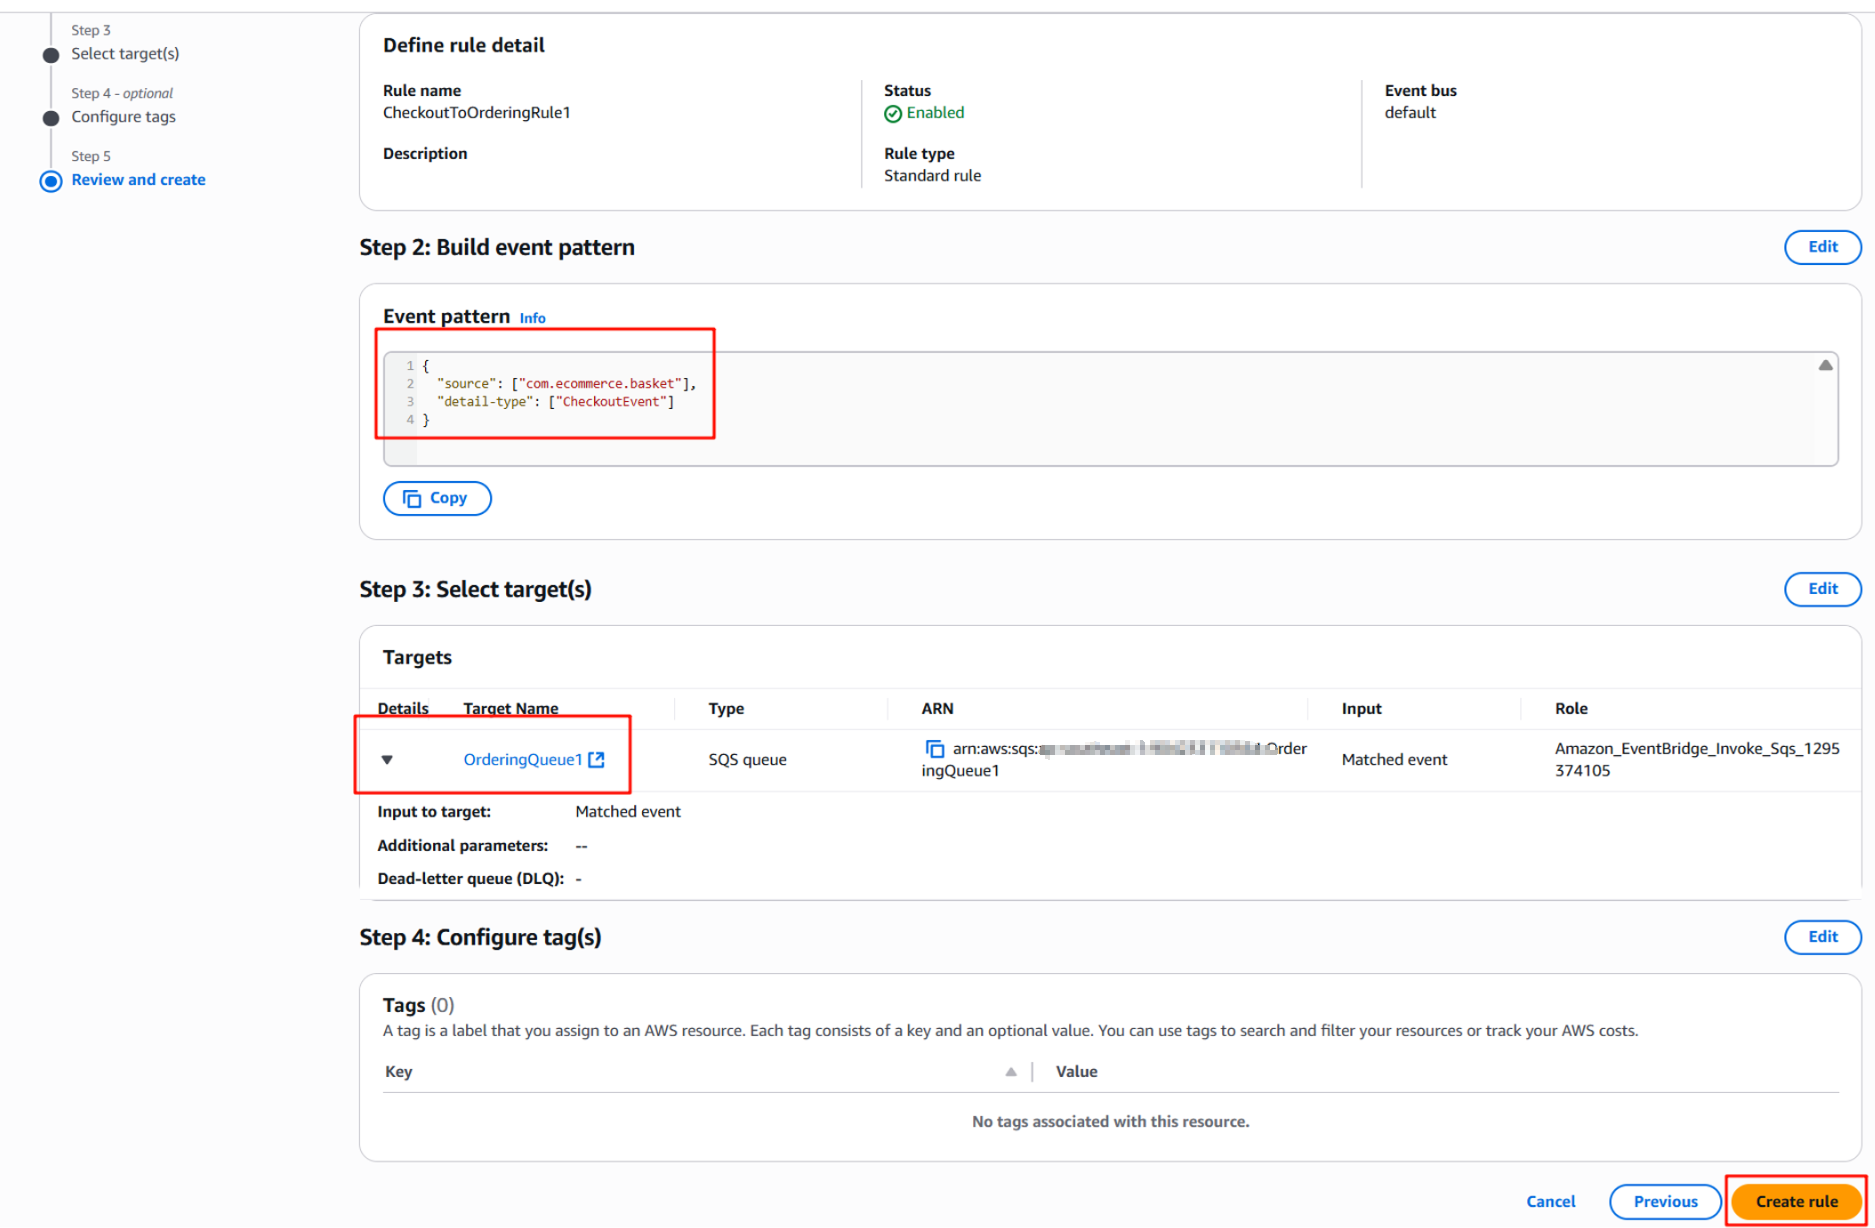 Step 3
Select target(s)
Step 4 - optional
Configure tags
Step 5
Review and create
Define rule detail
Rule name
CheckoutToOrderingRule1
Description
Status
Enabled
Rule type
Standard rule
Event bus
default
Step 2: Build event pattern
Edit
Event pattern Info
1 {
2 "source": ["com.ecommerce.basket"],
3 "detail-type": ["CheckoutEvent"]
4 }
Copy
Step 3: Select target(s)
Edit
Targets
Details Target Name Type ARN Input Role
OrderingQueue1 SQS queue arn:aws:sqs: Order Matched event Amazon_EventBridge_Invoke_Sqs_1295
ingQueue1 374105
Input to target: Matched event
Additional parameters: --
Dead-letter queue (DLQ): -
Step 4: Configure tag(s)
Edit
Tags (0)
A tag is a label that you assign to an AWS resource. Each tag consists of a key and an optional value. You can use tags to search and filter your resources or track your AWS costs.
Key Value
No tags associated with this resource.
Cancel Previous Create rule